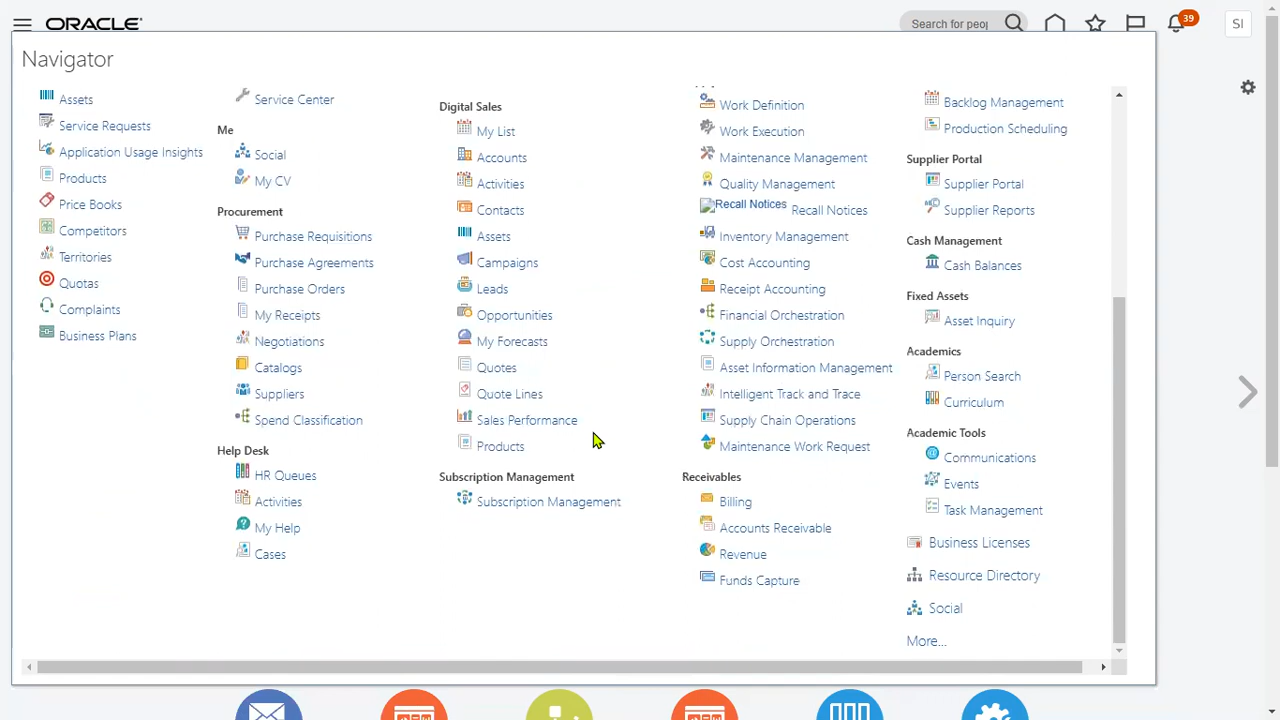 ORACLE
Search for peop
39
SI
Navigator
Assets
Service Requests
Application Usage Insights
Products
Price Books
Competitors
Territories
Quotas
Complaints
Business Plans
Service Center
Me
Social
My CV
Procurement
Purchase Requisitions
Purchase Agreements
Purchase Orders
My Receipts
Negotiations
Catalogs
Suppliers
Spend Classification
Help Desk
HR Queues
Activities
My Help
Cases
Digital Sales
My List
Accounts
Activities
Contacts
Assets
Campaigns
Leads
Opportunities
My Forecasts
Quotes
Quote Lines
Sales Performance
Products
Subscription Management
Subscription Management
Work Definition
Work Execution
Maintenance Management
Quality Management
Recall Notices Recall Notices
Inventory Management
Cost Accounting
Receipt Accounting
Financial Orchestration
Supply Orchestration
Asset Information Management
Intelligent Track and Trace
Supply Chain Operations
Maintenance Work Request
Receivables
Billing
Accounts Receivable
Revenue
Funds Capture
Backlog Management
Production Scheduling
Supplier Portal
Supplier Portal
Supplier Reports
Cash Management
Cash Balances
Fixed Assets
Asset Inquiry
Academics
Person Search
Curriculum
Academic Tools
Communications
Events
Task Management
Business Licenses
Resource Directory
Social
More...